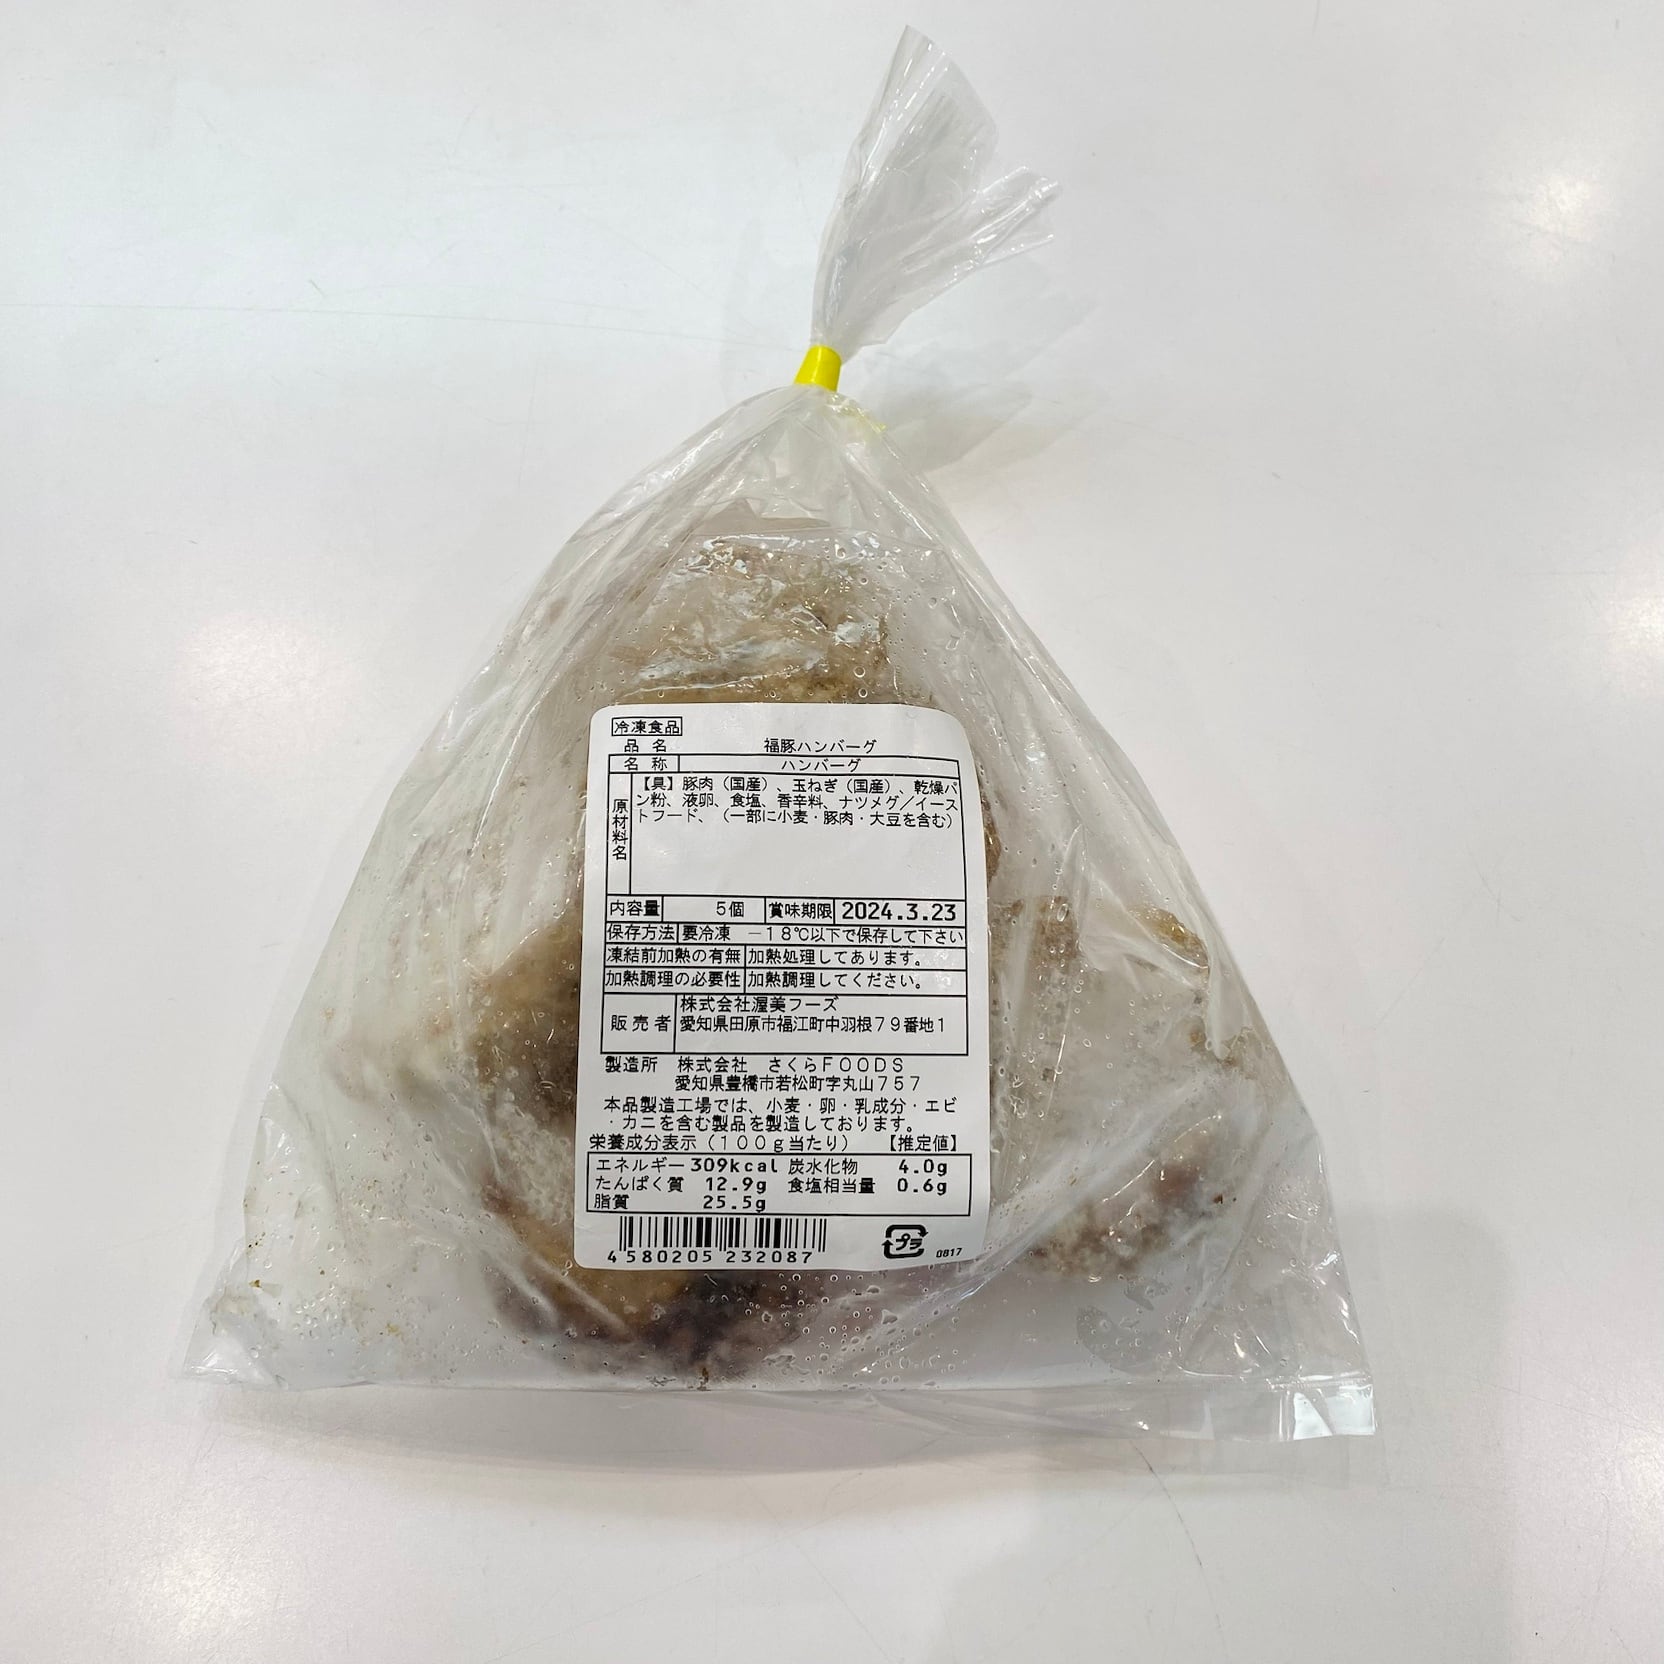 冷凍食品
品名 福豚ハンバーグ
名称 ハンバーグ
原材料名
【具】豚肉（国産）、玉ねぎ（国産）、乾燥パ
ン粉、液卵、食塩、香辛料、ナツメグ／イース
トフード、（一部に小麦・豚肉・大豆を含む）
内容量 5個 賞味期限 2024.3.23
保存方法 要冷凍 －18℃以下で保存して下さい
凍結前加熱の有無 加熱処理してあります。
加熱調理の必要性 加熱調理してください。
販売者 株式会社渥美フーズ
愛知県田原市福江町中羽根79番地1
製造所 株式会社 さくらFOODS
愛知県豊橋市若松町字丸山757
本品製造工場では、小麦・卵・乳成分・エビ
・カニを含む製品を製造しております。
栄養成分表示（100g当たり） 【推定値】
エネルギー 309kcal 炭水化物 4.0g
たんぱく質 12.9g 食塩相当量 0.6g
脂質 25.5g
4580205232087
プラ
0817